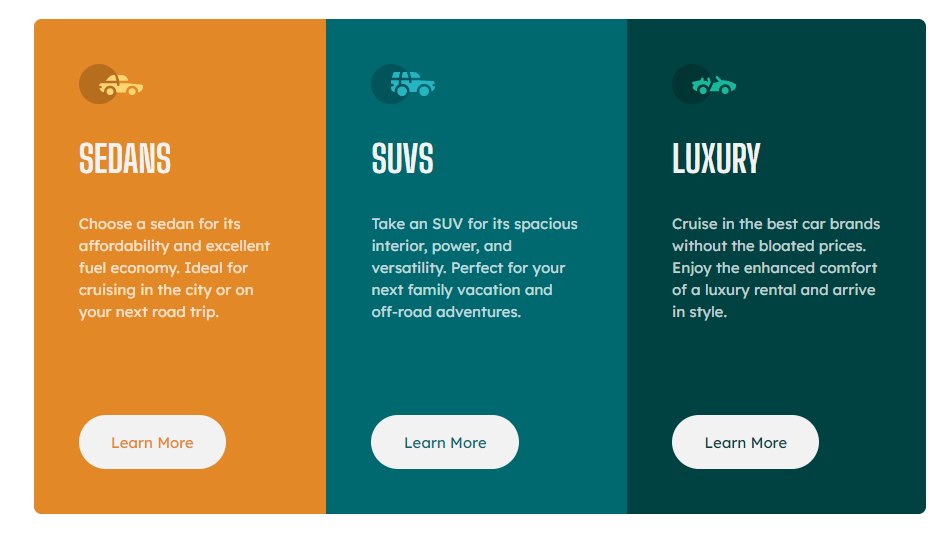 SEDANS
Choose a sedan for its
affordability and excellent
fuel economy. Ideal for
cruising in the city or on
your next road trip.
Learn More
SUVS
Take an SUV for its spacious
interior, power, and
versatility. Perfect for your
next family vacation and
off-road adventures.
Learn More
LUXURY
Cruise in the best car brands
without the bloated prices.
Enjoy the enhanced comfort
of a luxury rental and arrive
in style.
Learn More